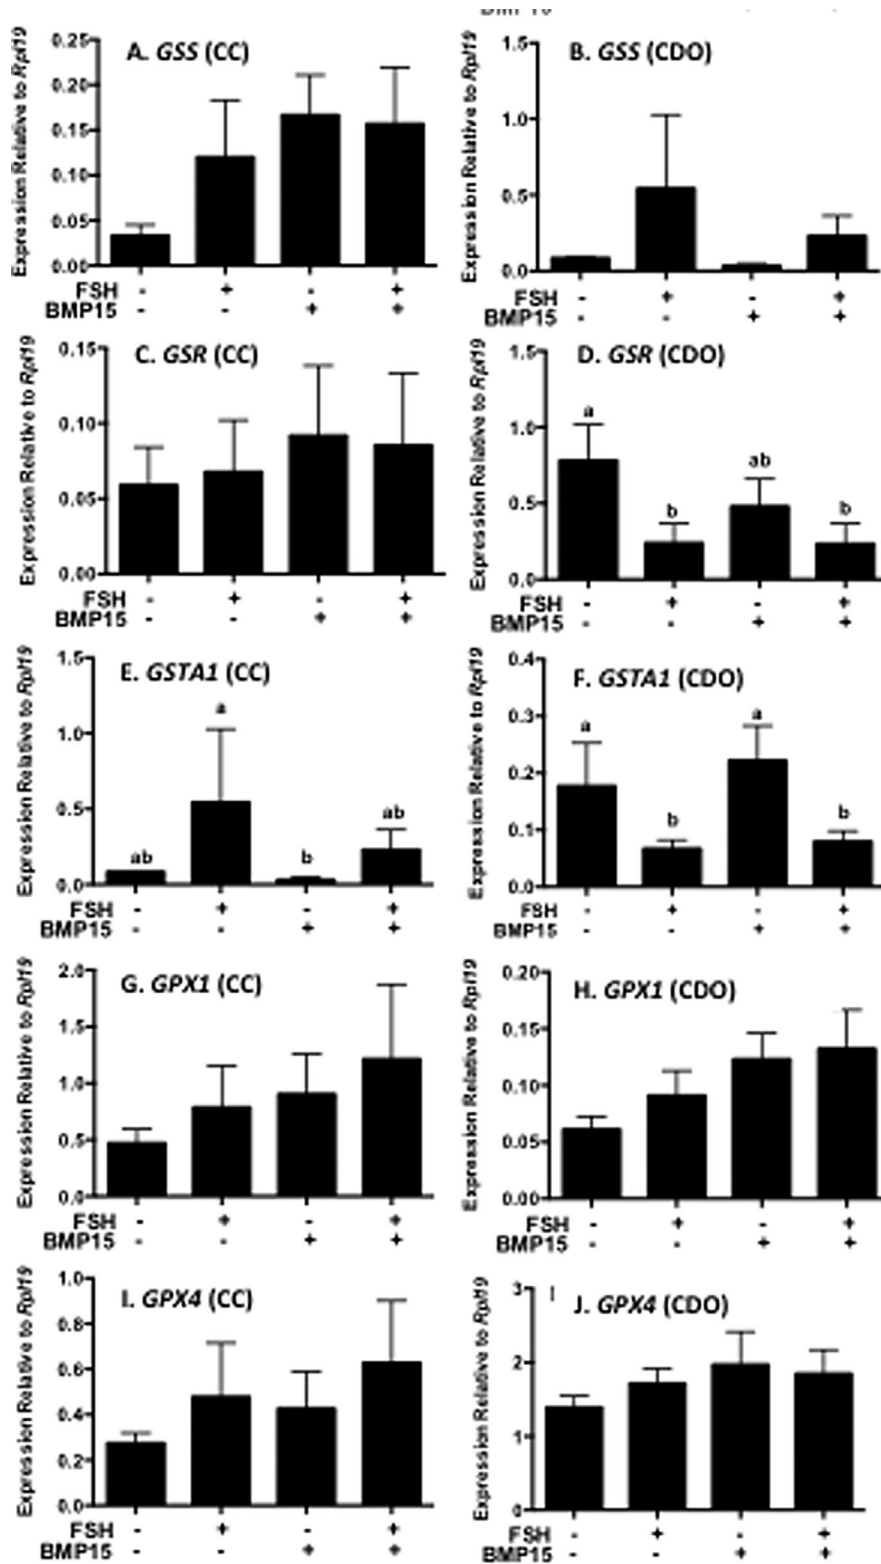 A. GSS (CC)
Expression Relative to Rpl19
0.25
0.20
0.15
0.10
0.05
0.00
FSH - + - +
BMP15 - - + +
B. GSS (CDO)
Expression Relative to Rpl19
1.5
1.0
0.5
0.0
FSH - + - +
BMP15 - - + +
C. GSR (CC)
Expression Relative to Rpl19
0.15
0.10
0.05
0.00
FSH - + - +
BMP15 - - + +
D. GSR (CDO)
Expression Relative to Rpl19
1.5
1.0
0.5
0.0
a b ab b
FSH - + - +
BMP15 - - + +
E. GSTA1 (CC)
Expression Relative to Rpl19
1.5
1.0
0.5
0.0
ab a b ab
FSH - + - +
BMP15 - - + +
F. GSTA1 (CDO)
Expression Relative to Rpl19
0.4
0.3
0.2
0.1
0.0
a b a b
FSH - + - +
BMP15 - - + +
G. GPX1 (CC)
Expression Relative to Rpl19
2.0
1.5
1.0
0.5
0.0
FSH - + - +
BMP15 - - + +
H. GPX1 (CDO)
Expression Relative to Rpl19
0.20
0.15
0.10
0.05
0.00
FSH - + - +
BMP15 - - + +
I. GPX4 (CC)
Expression Relative to Rpl19
1.0
0.8
0.6
0.4
0.2
0.0
FSH - + - +
BMP15 - - + +
J. GPX4 (CDO)
Expression Relative to Rpl19
3
2
1
0
FSH - + - +
BMP15 - - + +